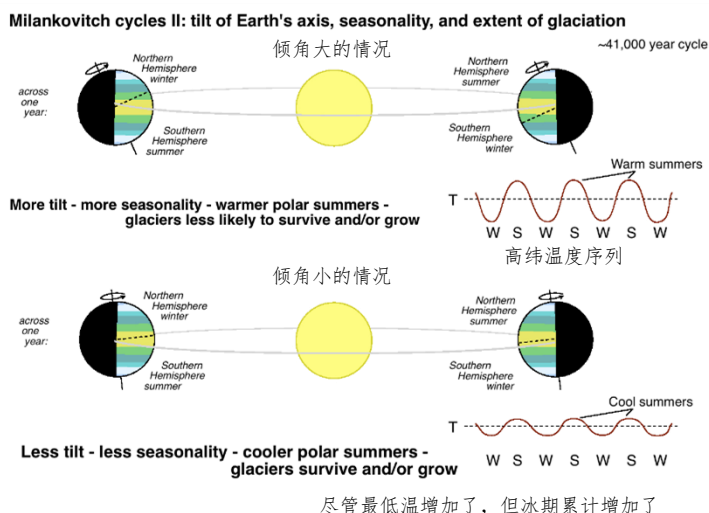 Milankovitch cycles II: tilt of Earth's axis, seasonality, and extent of glaciation
倾角大的情况
~41,000 year cycle
Northern
Hemisphere
winter
Northern
Hemisphere
summer
across
one
year:
Southern
Hemisphere
summer
Southern
Hemisphere
winter
Warm summers
T
More tilt - more seasonality - warmer polar summers -
glaciers less likely to survive and/or grow
W S W S W S W
高纬温度序列
倾角小的情况
Northern
Hemisphere
winter
Northern
Hemisphere
summer
across
one
year:
Southern
Hemisphere
summer
Southern
Hemisphere
winter
Cool summers
T
Less tilt - less seasonality - cooler polar summers -
glaciers survive and/or grow
W S W S W S W
尽管最低温增加了，但冰期累计增加了